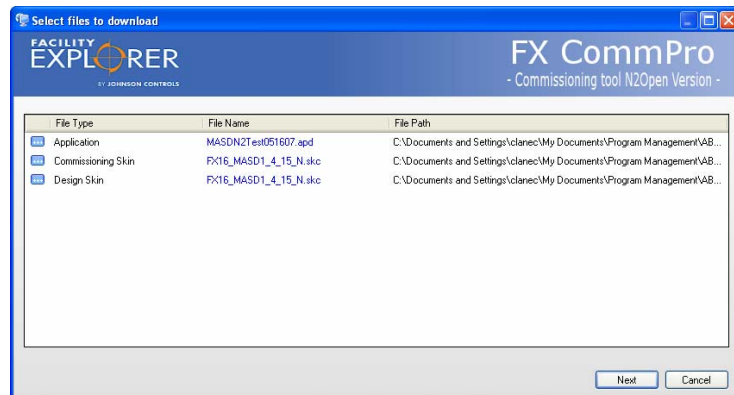 Select files to download
FACILITY
EXPLORER
BY JOHNSON CONTROLS
FX CommPro
- Commissioning tool N2Open Version -
File Type File Name File Path
Application MASDN2Test051607.apd C:\Documents and Settings\clanec\My Documents\Program Management\AB...
Commissioning Skin FX16_MASD1_4_15_N.skc C:\Documents and Settings\clanec\My Documents\Program Management\AB...
Design Skin FX16_MASD1_4_15_N.skc C:\Documents and Settings\clanec\My Documents\Program Management\AB...
Next Cancel